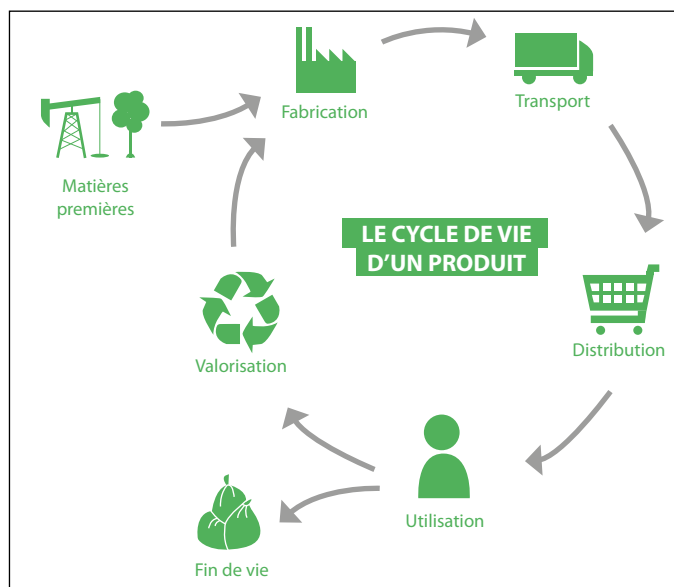 Fabrication
Transport
Matières
premières
LE CYCLE DE VIE
D'UN PRODUIT
Distribution
Valorisation
Utilisation
Fin de vie